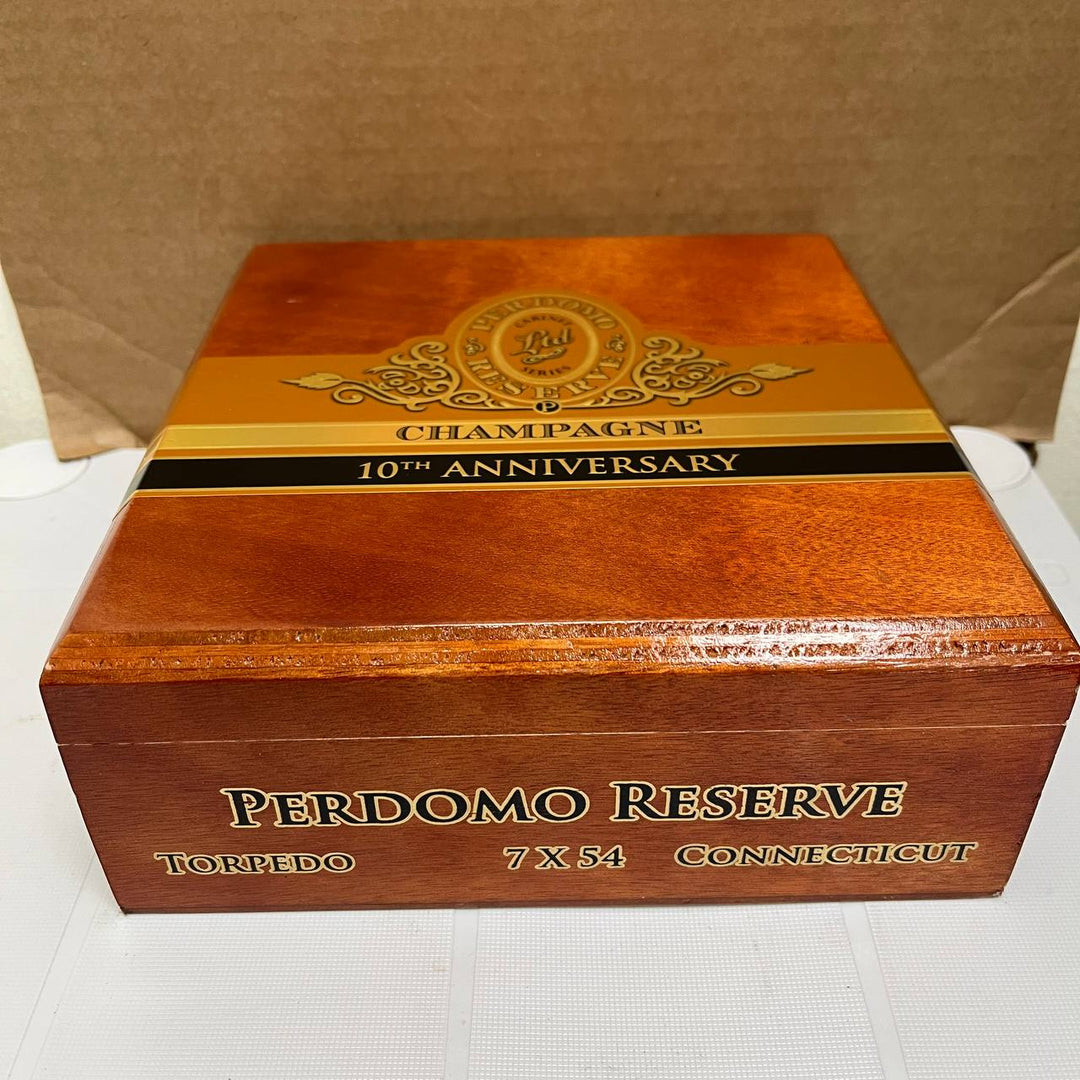 PERDOMO
CABINET
Ltd
SERIES
RESERVE
P
CHAMPAGNE
10TH ANNIVERSARY
PERDOMO RESERVE
TORPEDO 7 X 54 CONNECTICUT